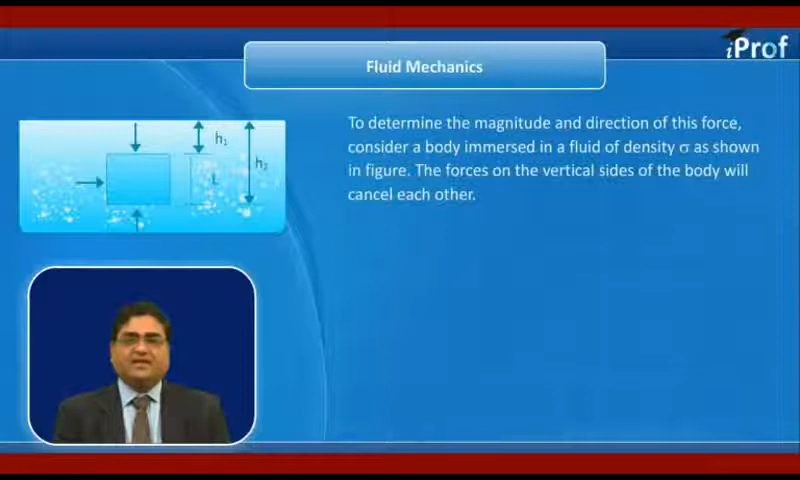 iProf
Fluid Mechanics
To determine the magnitude and direction of this force,
consider a body immersed in a fluid of density σ as shown
in figure. The forces on the vertical sides of the body will
cancel each other.
h₁
h₂
L